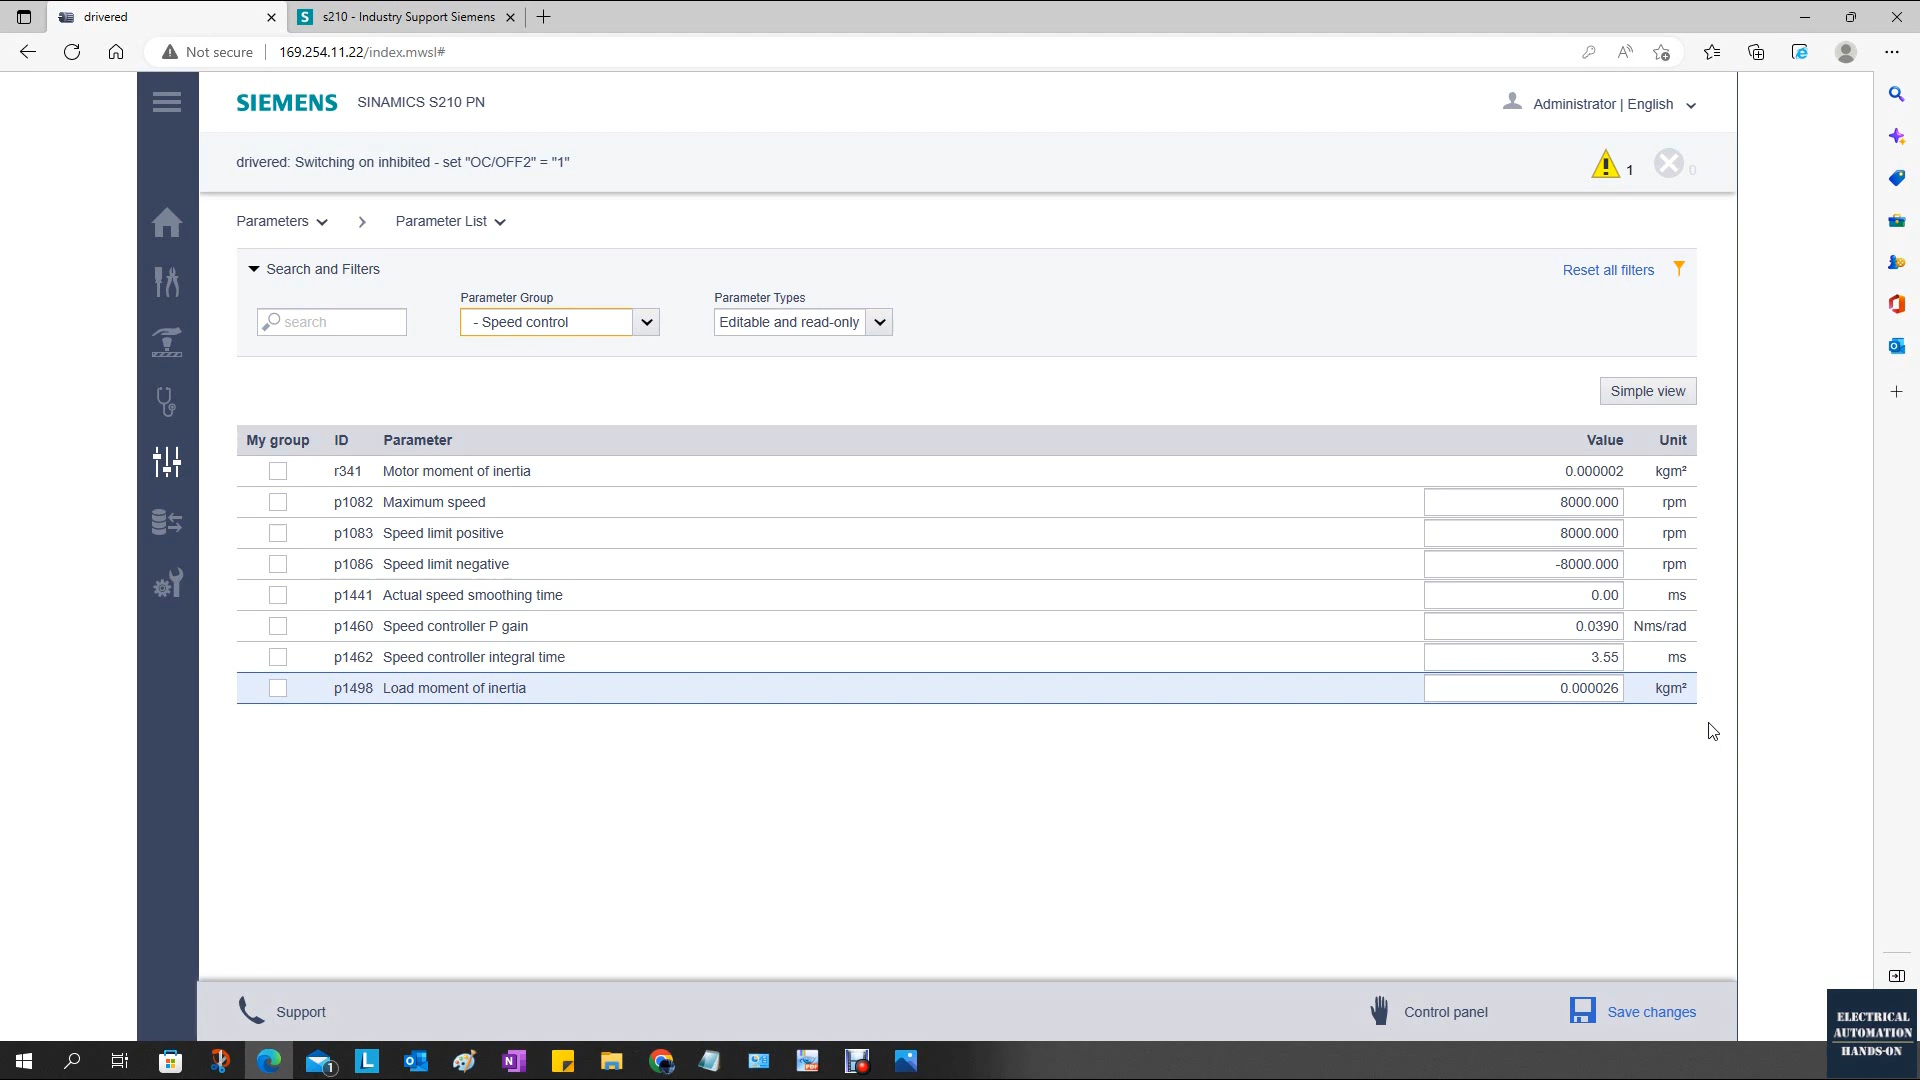 drivered
s210 - Industry Support Siemens
Not secure
169.254.11.22/index.mwsl#
SIEMENS SINAMICS S210 PN
Administrator | English
drivered: Switching on inhibited - set "OC/OFF2" = "1"
1
0
Parameters
Parameter List
Search and Filters
Reset all filters
Parameter Group
Parameter Types
search
- Speed control
Editable and read-only
Simple view
My group ID Parameter Value Unit
r341 Motor moment of inertia 0.000002 kgm²
p1082 Maximum speed 8000.000 rpm
p1083 Speed limit positive 8000.000 rpm
p1086 Speed limit negative -8000.000 rpm
p1441 Actual speed smoothing time 0.00 ms
p1460 Speed controller P gain 0.0390 Nms/rad
p1462 Speed controller integral time 3.55 ms
p1498 Load moment of inertia 0.000026 kgm²
Support
Control panel
Save changes
ELECTRICAL
AUTOMATION
HANDS-ON